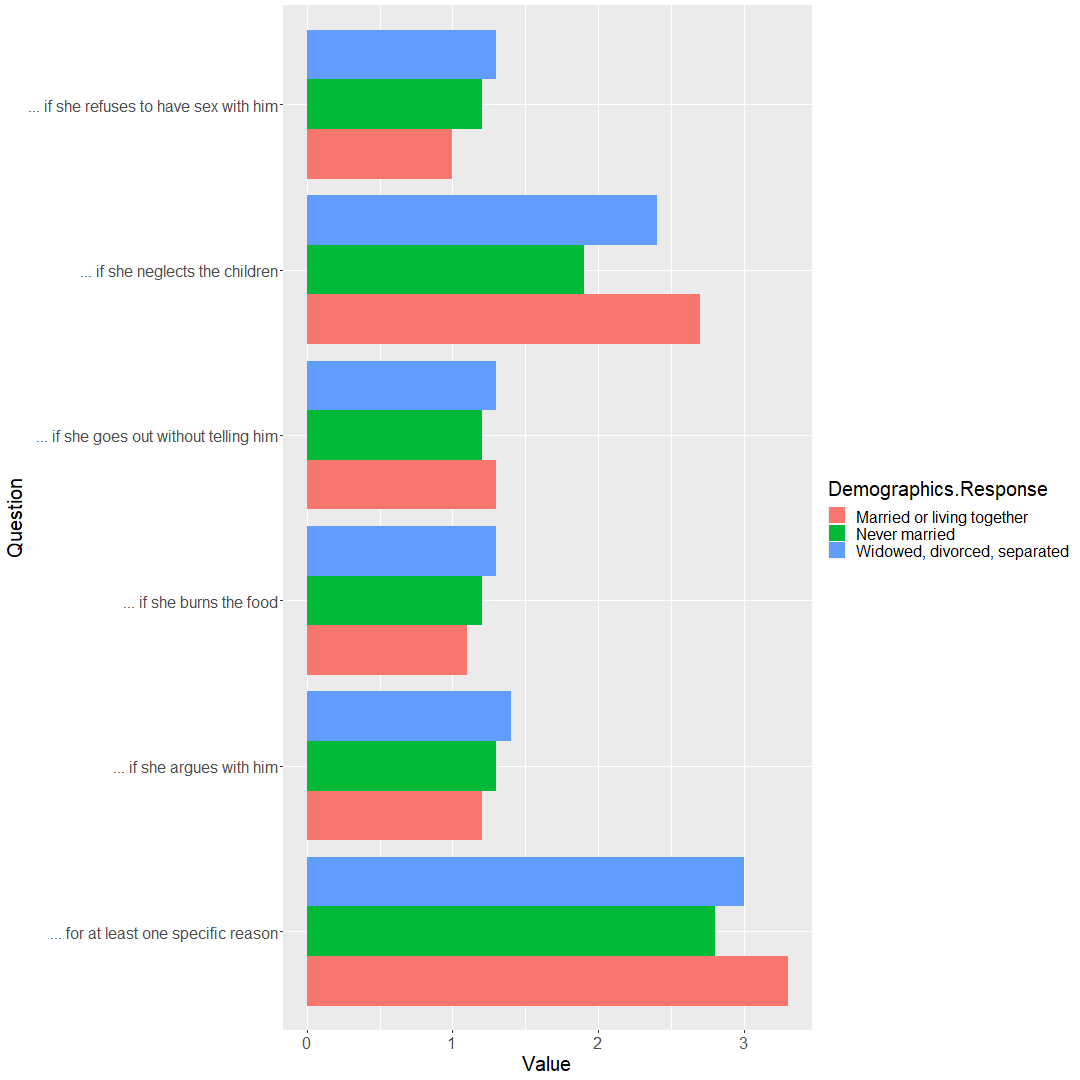 ... if she refuses to have sex with him
... if she neglects the children
... if she goes out without telling him
... if she burns the food
... if she argues with him
... for at least one specific reason
Question
0 1 2 3
Value
Demographics.Response
Married or living together
Never married
Widowed, divorced, separated